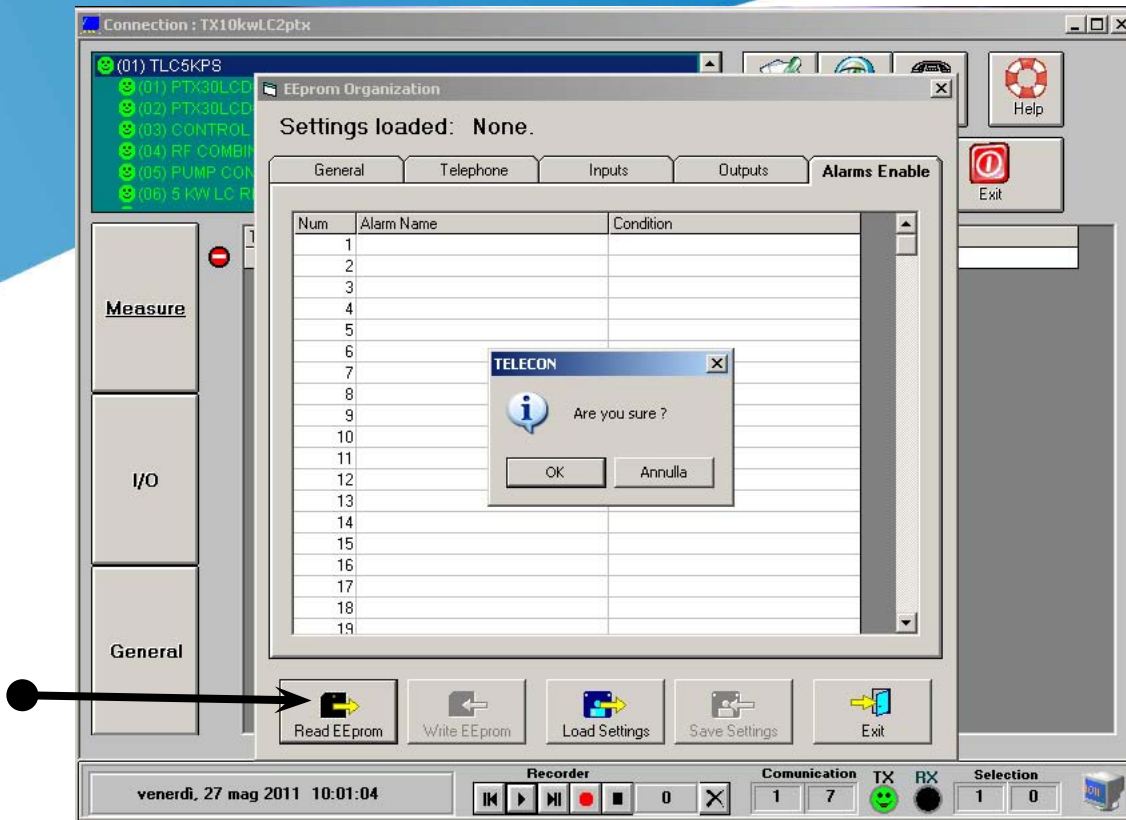 Connection : TX10kwLC2ptx
(01) TLC5KPS
(01) PTX30LCD
(02) PTX30LCD
(03) CONTROL
(04) RF COMBIN
(05) PUMP CON
(06) 5 KW LC R
Help
Exit
EEprom Organization
Settings loaded: None.
General
Telephone
Inputs
Outputs
Alarms Enable
Num
Alarm Name
Condition
1
2
3
4
5
6
7
8
9
10
11
12
13
14
15
16
17
18
19
TELECON
Are you sure ?
OK
Annulla
Measure
I/O
General
Read EEprom
Write EEprom
Load Settings
Save Settings
Exit
venerdì, 27 mag 2011 10:01:04
Recorder
0
Comunication
1
7
TX
RX
Selection
1
0